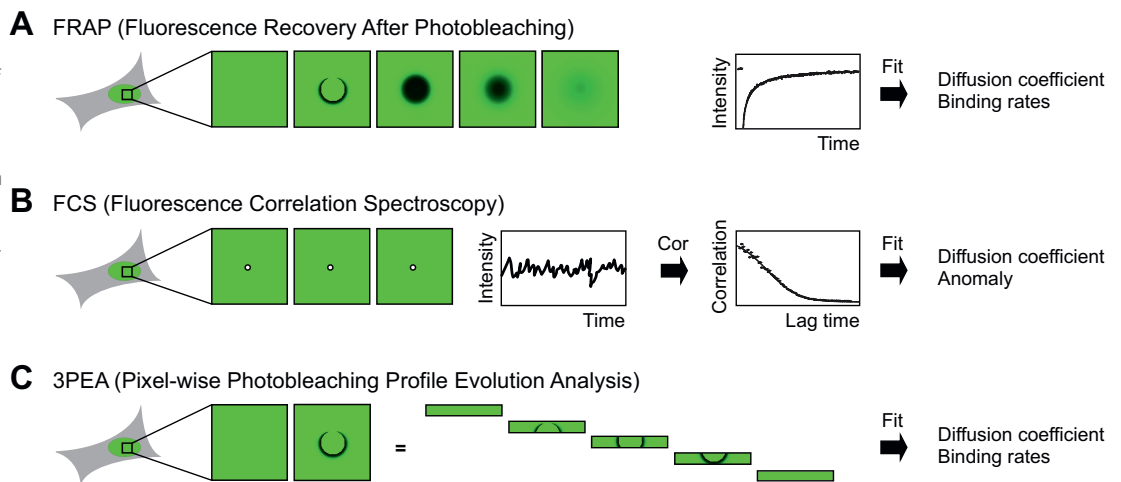 A FRAP (Fluorescence Recovery After Photobleaching)
Intensity
Time
Fit
Diffusion coefficient
Binding rates
B FCS (Fluorescence Correlation Spectroscopy)
Intensity
Time
Cor
Correlation
Lag time
Fit
Diffusion coefficient
Anomaly
C 3PEA (Pixel-wise Photobleaching Profile Evolution Analysis)
=
Fit
Diffusion coefficient
Binding rates